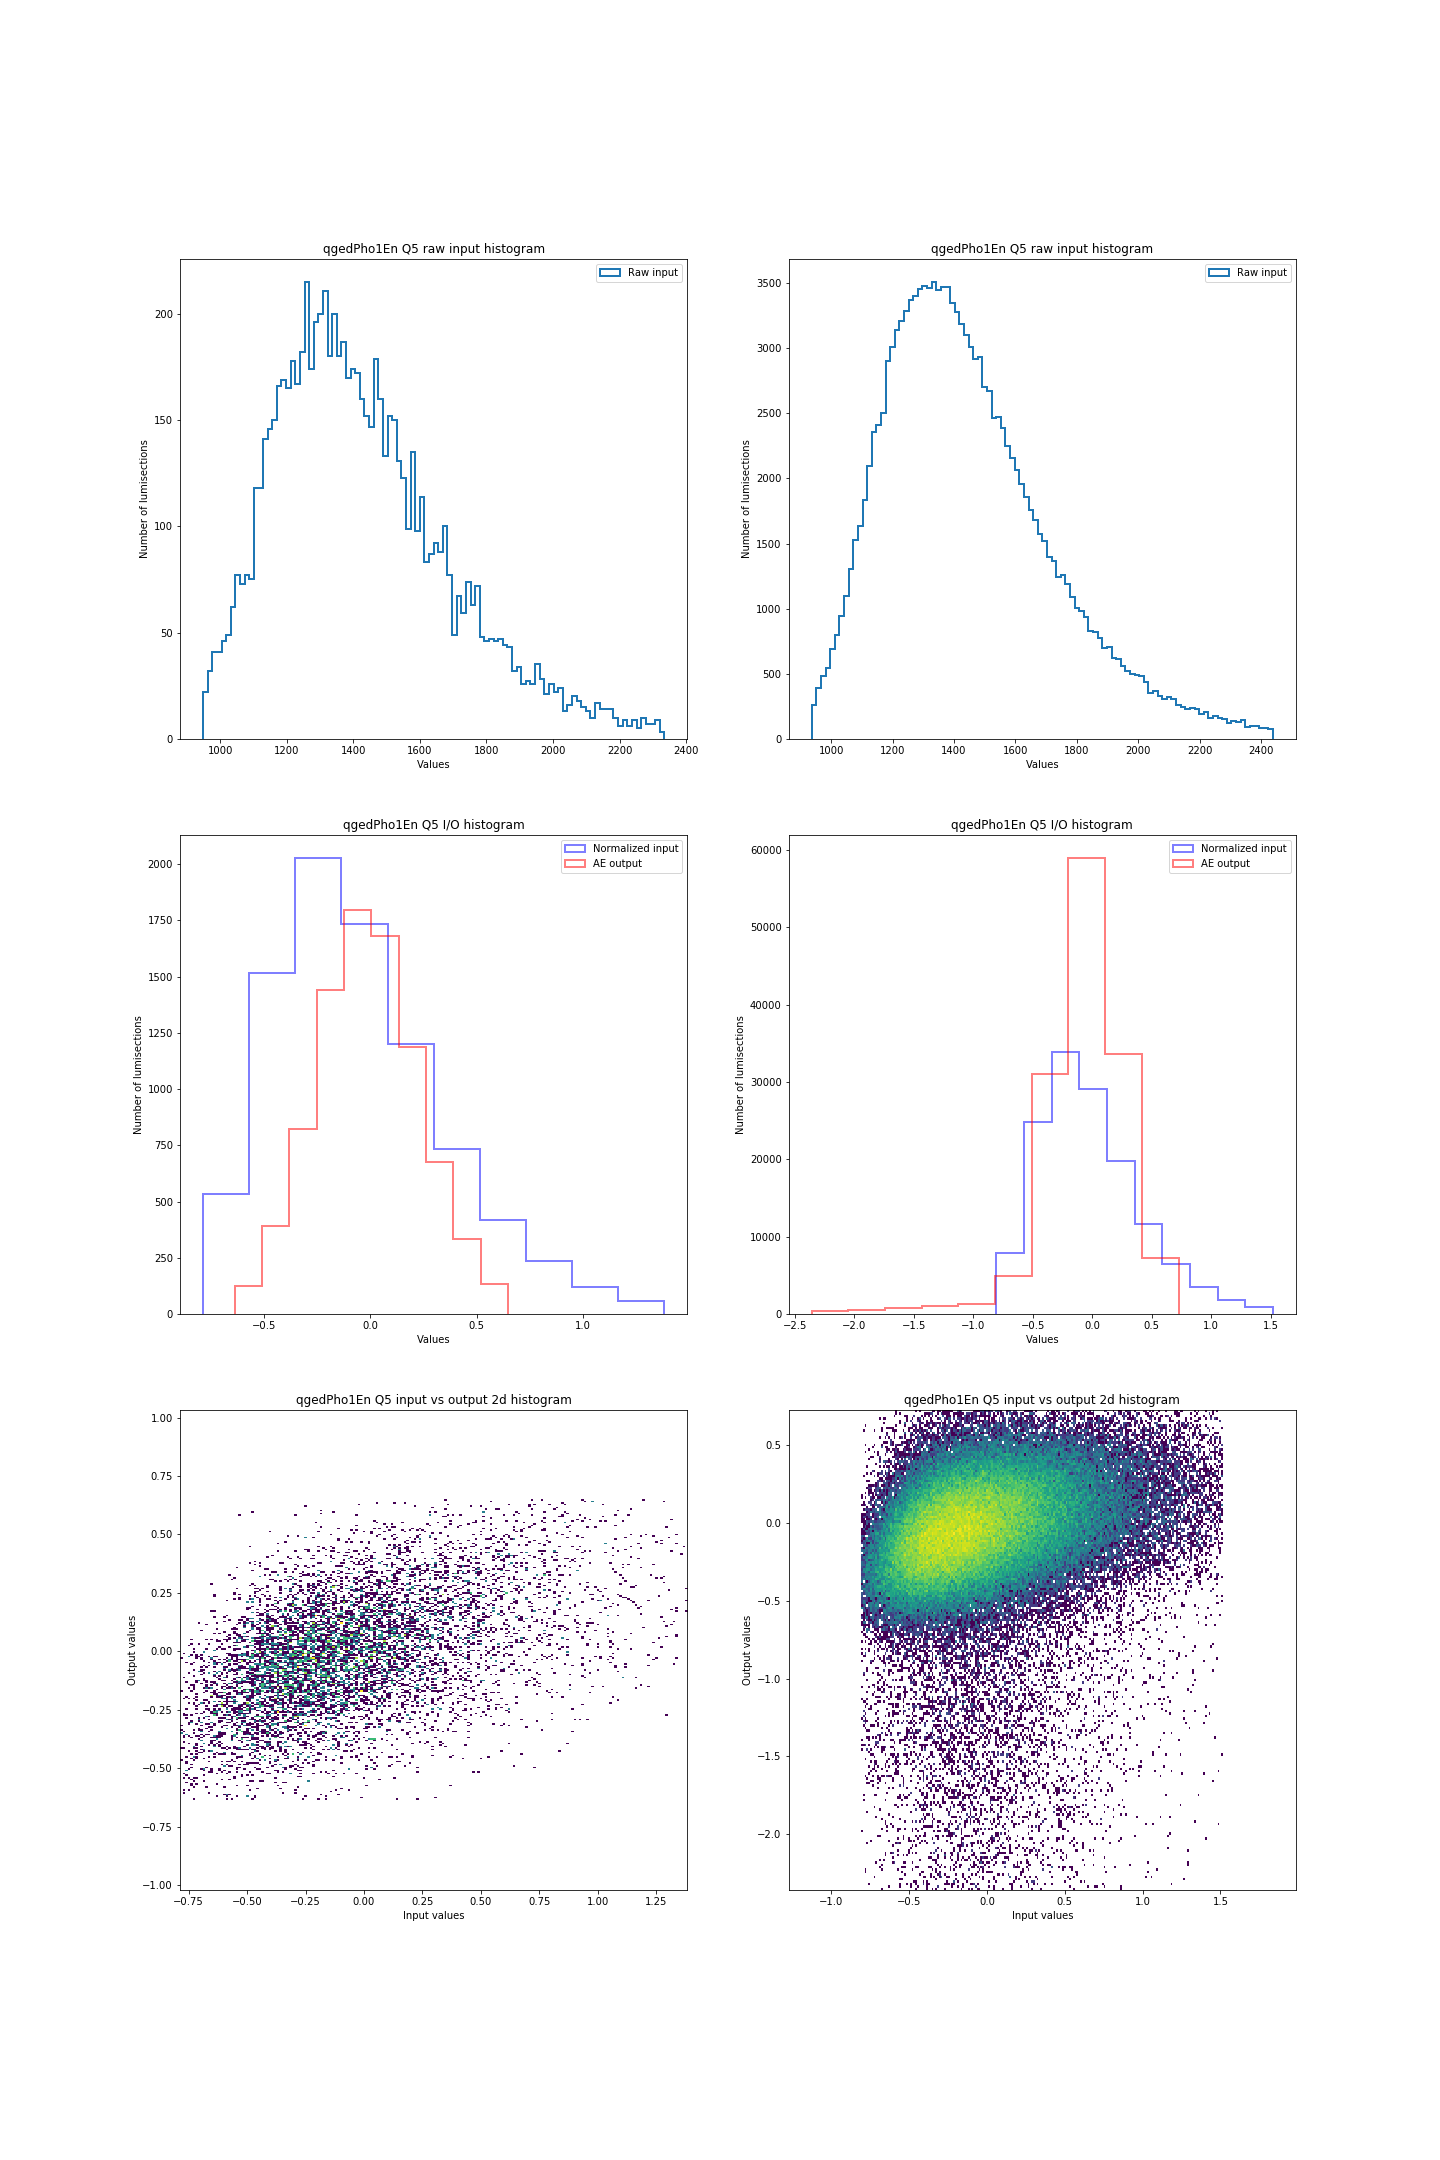 qgedPho1En Q5 raw input histogram
Raw input
200
150
100
50
0
Number of lumisections
1000 1200 1400 1600 1800 2000 2200 2400
Values
qgedPho1En Q5 raw input histogram
Raw input
3500
3000
2500
2000
1500
1000
500
0
Number of lumisections
1000 1200 1400 1600 1800 2000 2200 2400
Values
qgedPho1En Q5 I/O histogram
Normalized input
AE output
2000
1750
1500
1250
1000
750
500
250
0
Number of lumisections
−0.5 0.0 0.5 1.0
Values
qgedPho1En Q5 I/O histogram
Normalized input
AE output
60000
50000
40000
30000
20000
10000
0
Number of lumisections
−2.5 −2.0 −1.5 −1.0 −0.5 0.0 0.5 1.0 1.5
Values
qgedPho1En Q5 input vs output 2d histogram
1.00
0.75
0.50
0.25
0.00
−0.25
−0.50
−0.75
−1.00
Output values
−0.75 −0.50 −0.25 0.00 0.25 0.50 0.75 1.00 1.25
Input values
qgedPho1En Q5 input vs output 2d histogram
0.5
0.0
−0.5
−1.0
−1.5
−2.0
Output values
−1.0 −0.5 0.0 0.5 1.0 1.5
Input values